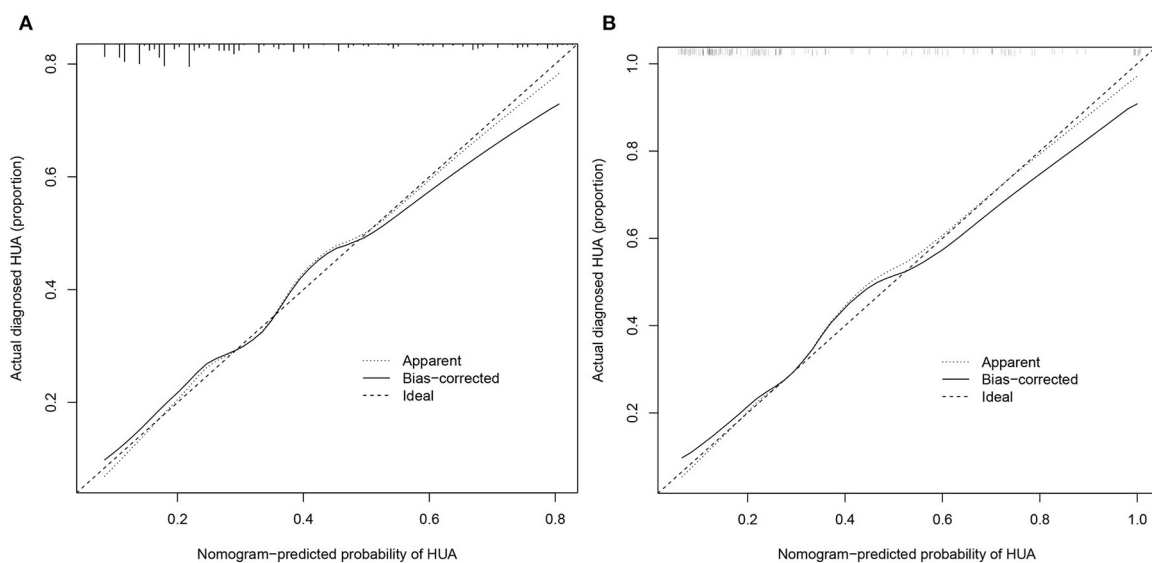 A
Actual diagnosed HUA (proportion)
0.8
0.6
0.4
0.2
Apparent
Bias−corrected
Ideal
0.2 0.4 0.6 0.8
Nomogram−predicted probability of HUA
B
Actual diagnosed HUA (proportion)
1.0
0.8
0.6
0.4
0.2
Apparent
Bias−corrected
Ideal
0.2 0.4 0.6 0.8 1.0
Nomogram−predicted probability of HUA